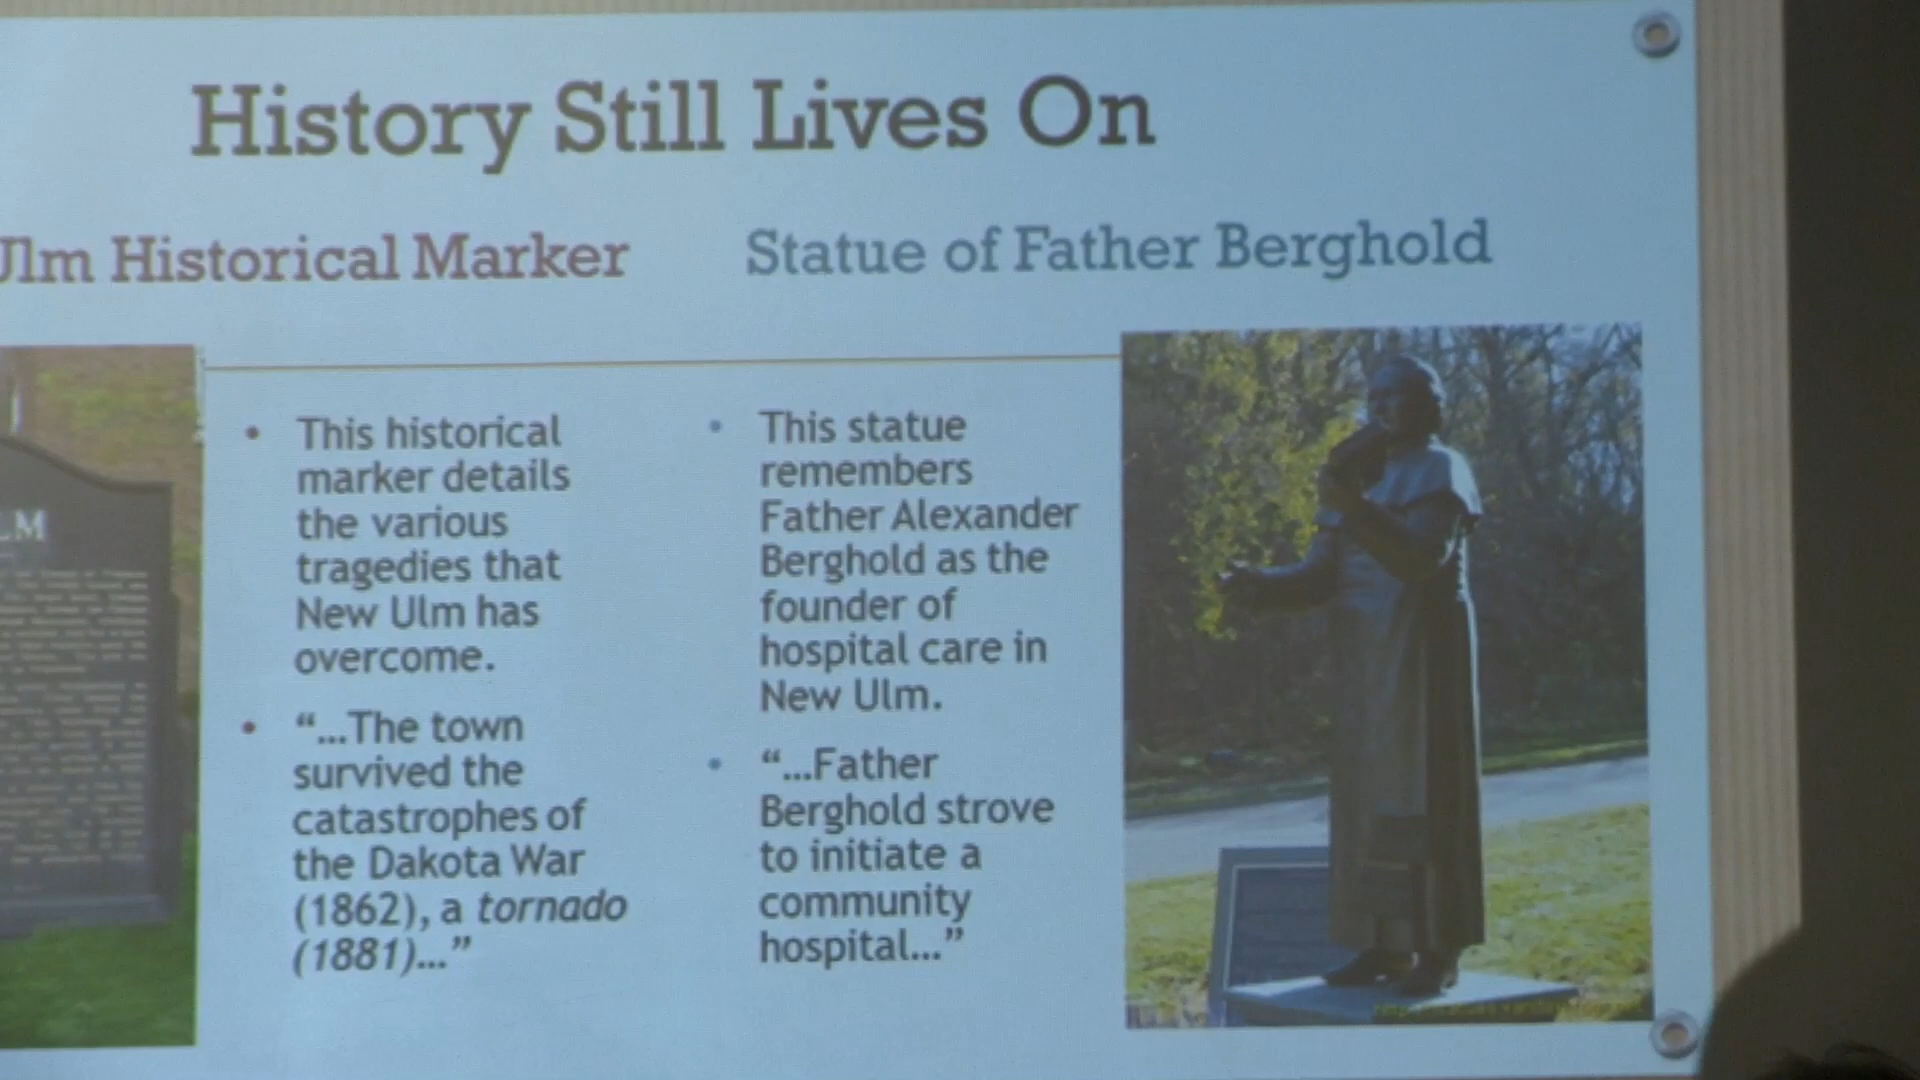 History Still Lives On
Ulm Historical Marker
Statue of Father Berghold
LM
• This historical
marker details
the various
tragedies that
New Ulm has
overcome.
• “...The town
survived the
catastrophes of
the Dakota War
(1862), a tornado
(1881)...”
• This statue
remembers
Father Alexander
Berghold as the
founder of
hospital care in
New Ulm.
• “...Father
Berghold strove
to initiate a
community
hospital...”